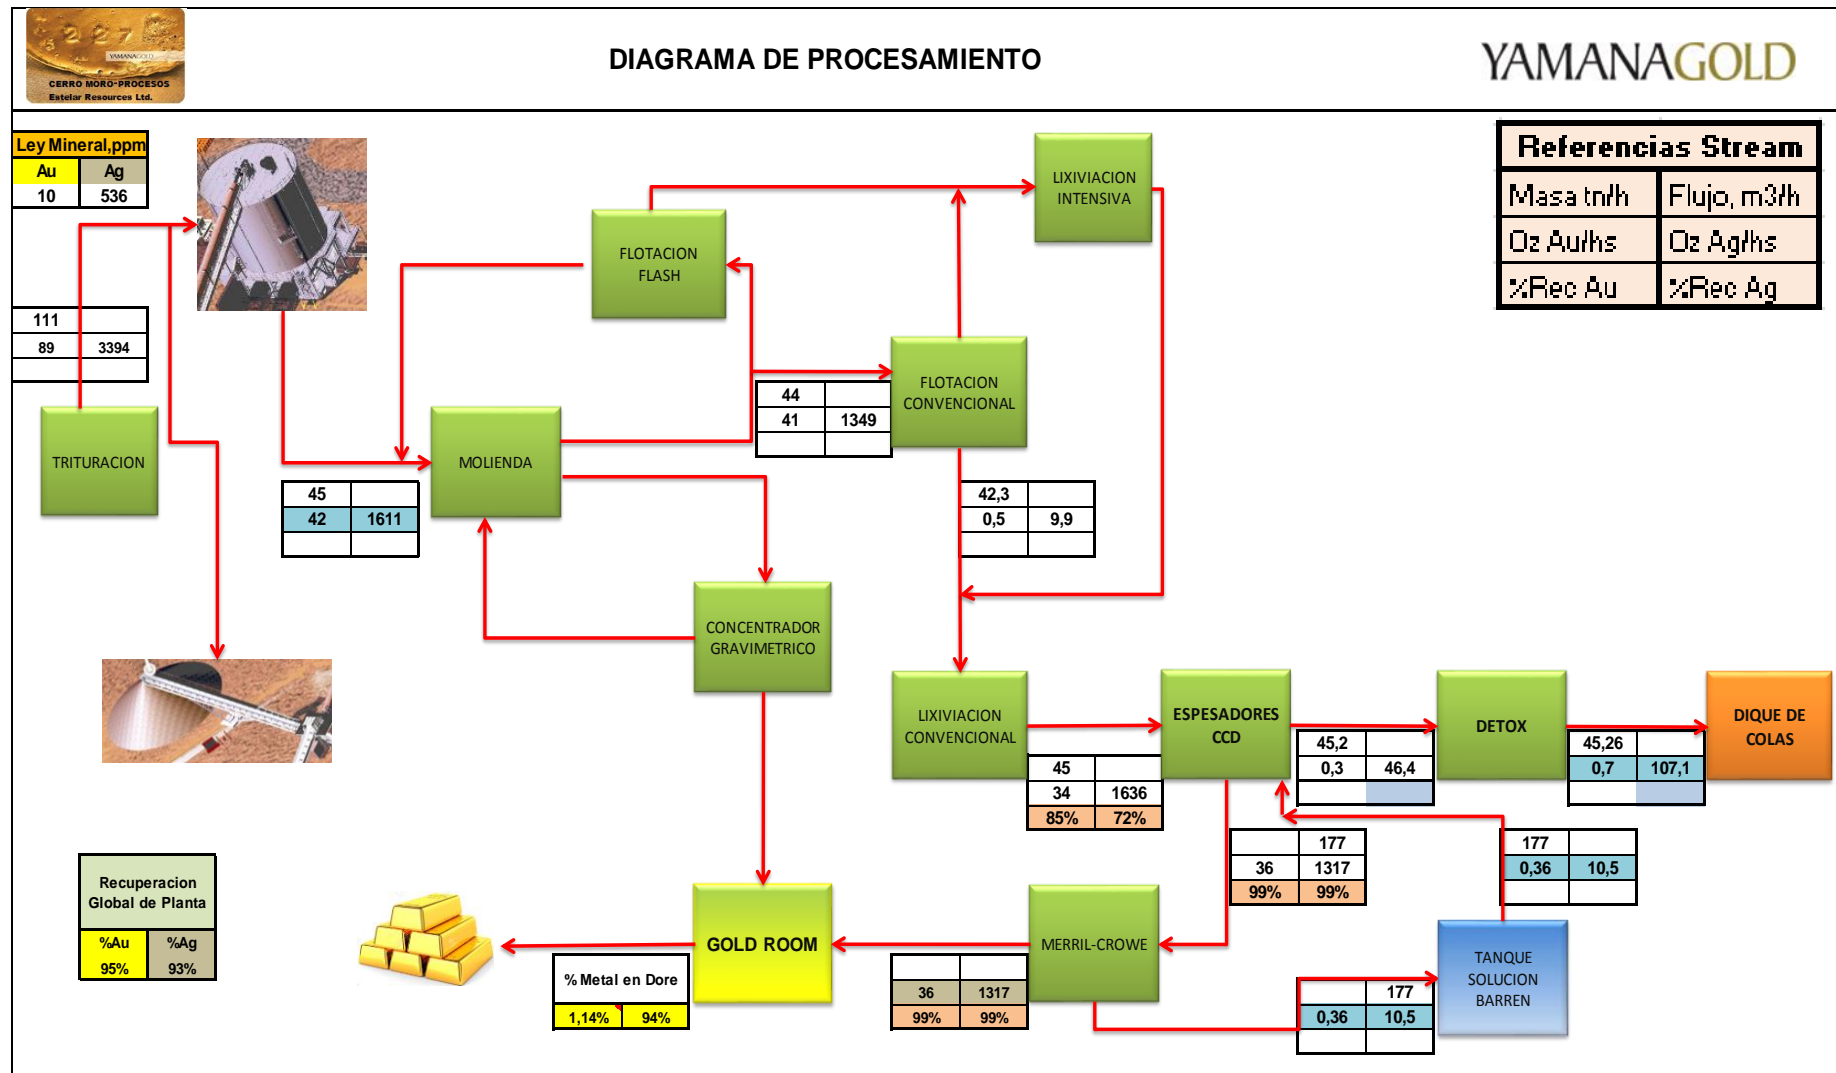 227
YAMANAGOLD
CERRO MORO-PROCESOS
Estelar Resources Ltd.
DIAGRAMA DE PROCESAMIENTO
YAMANAGOLD
Ley Mineral,ppm
Au Ag
10 536
Referencias Stream
Masa tn/h Flujo, m3/h
Oz Au/hs Oz Ag/hs
%Rec Au %Rec Ag
LIXIVIACION
INTENSIVA
FLOTACION
FLASH
111
89 3394
FLOTACION
CONVENCIONAL
44
41 1349
TRITURACION
MOLIENDA
45
42 1611
42,3
0,5 9,9
CONCENTRADOR
GRAVIMETRICO
LIXIVIACION
CONVENCIONAL
ESPESADORES
CCD
DETOX
DIQUE DE
COLAS
45
34 1636
85% 72%
45,2
0,3 46,4
45,26
0,7 107,1
177
36 1317
99% 99%
177
0,36 10,5
Recuperacion
Global de Planta
%Au %Ag
95% 93%
GOLD ROOM
MERRIL-CROWE
TANQUE
SOLUCION
BARREN
% Metal en Dore
1,14% 94%
36 1317
99% 99%
177
0,36 10,5